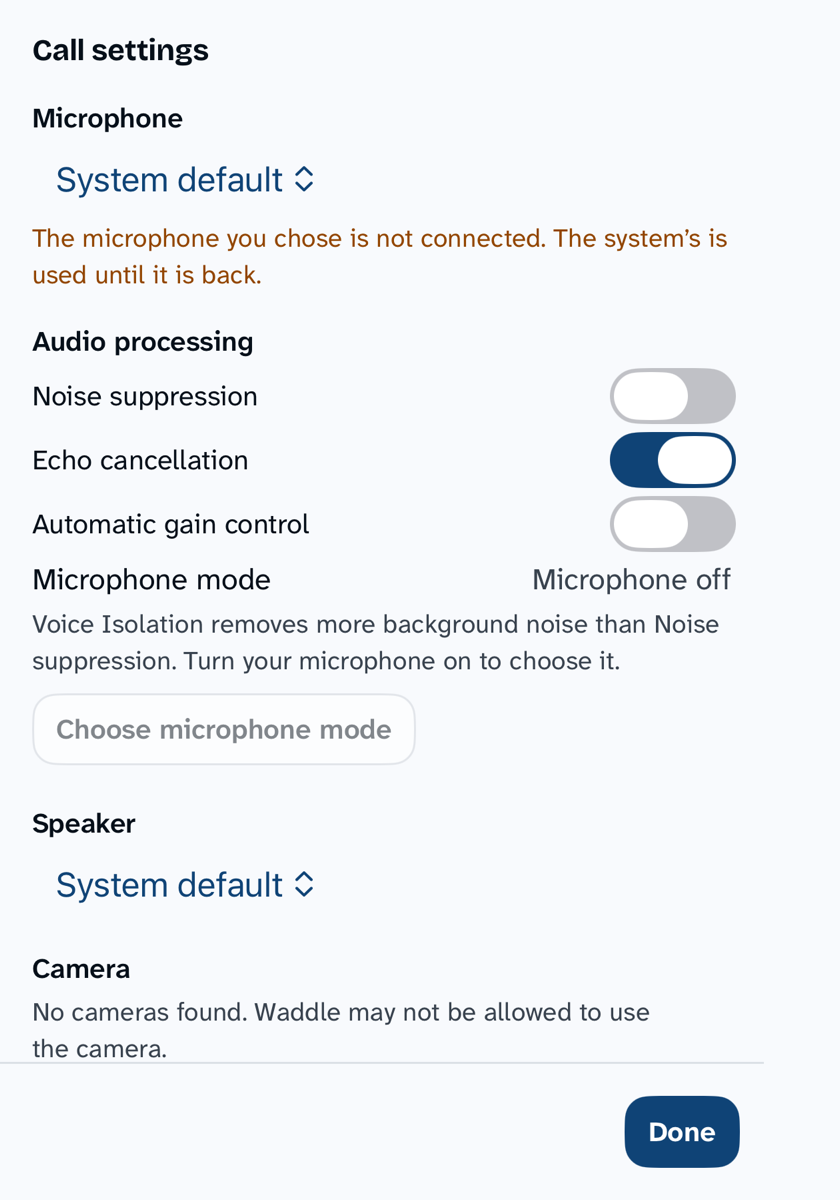 Call settings
Microphone
System default
The microphone you chose is not connected. The system’s is
used until it is back.
Audio processing
Noise suppression
Echo cancellation
Automatic gain control
Microphone mode Microphone off
Voice Isolation removes more background noise than Noise
suppression. Turn your microphone on to choose it.
Choose microphone mode
Speaker
System default
Camera
No cameras found. Waddle may not be allowed to use
the camera.
Done